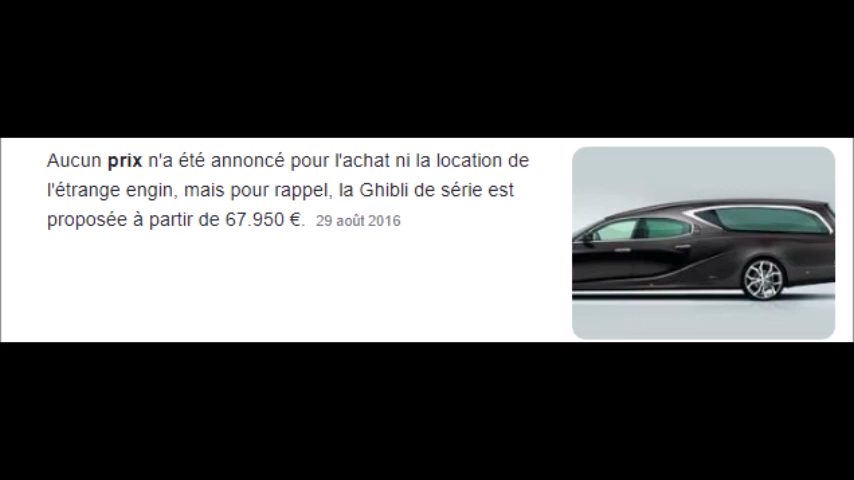 Aucun prix n'a été annoncé pour l'achat ni la location de
l'étrange engin, mais pour rappel, la Ghibli de série est
proposée à partir de 67.950 €. 29 août 2016